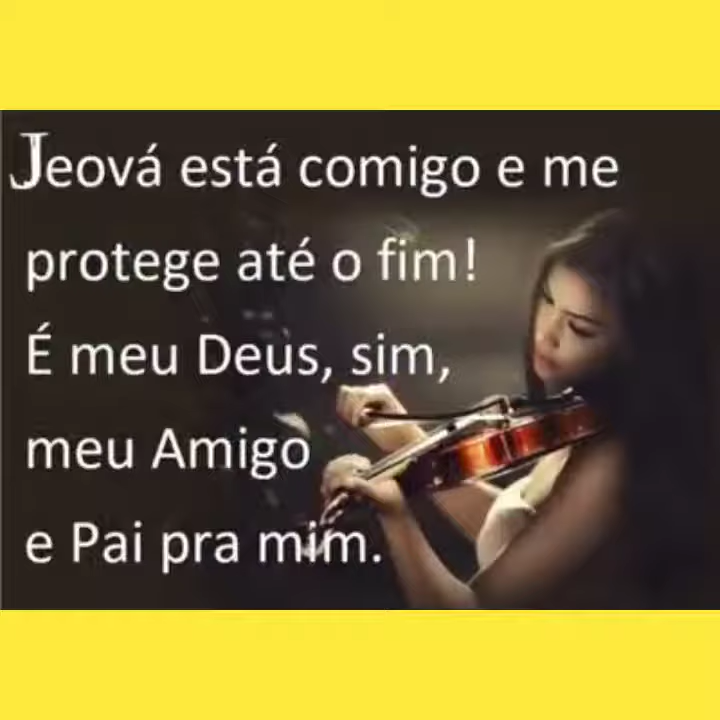 Jeová está comigo e me
protege até o fim!
É meu Deus, sim,
meu Amigo
e Pai pra mim.